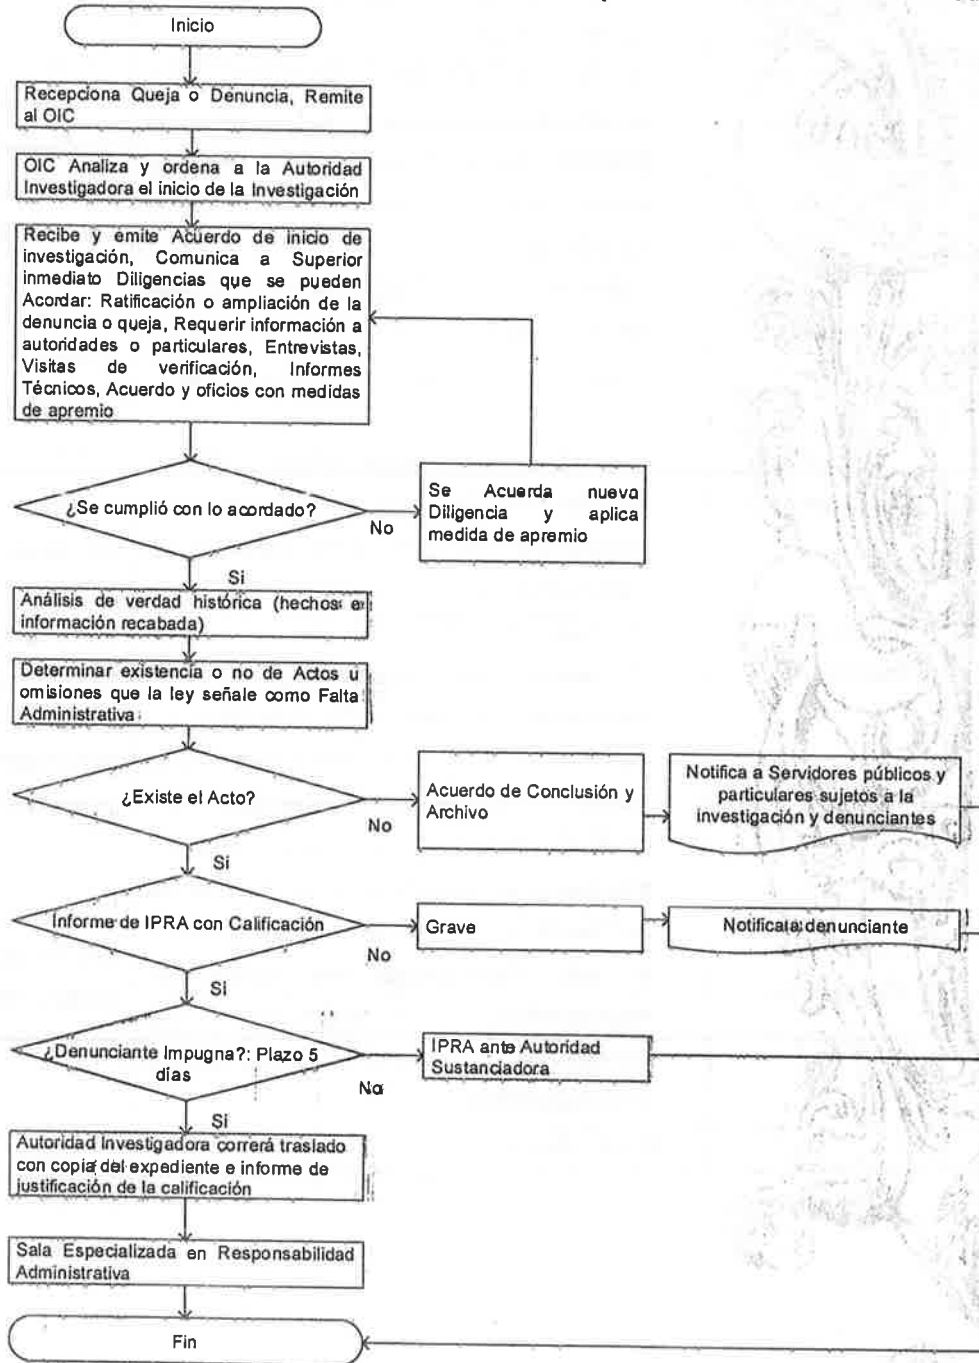 Inicio
Recepciona Queja o Denuncia, Remite
al OIC
OIC Analiza y ordena a la Autoridad
Investigadora el inicio de la Investigación
Recibe y emite Acuerdo de inicio de
investigación, Comunica a Superior
inmediato Diligencias que se pueden
Acordar: Ratificación o ampliación de la
denuncia o queja, Requerir información a
autoridades o particulares, Entrevistas,
Visitas de verificación, Informes
Técnicos, Acuerdo y oficios con medidas
de apremio
¿Se cumplió con lo acordado?
No
Se Acuerda nueva
Diligencia y aplica
medida de apremio
Si
Análisis de verdad histórica (hechos e
información recabada)
Determinar existencia o no de Actos u
omisiones que la ley señale como Falta
Administrativa
¿Existe el Acto?
No
Acuerdo de Conclusión y
Archivo
Notifica a Servidores públicos y
particulares sujetos a la
investigación y denunciantes
Si
Informe de IPRA con Calificación
No
Grave
Notifica a denunciante
Si
¿Denunciante Impugna?: Plazo 5
días
No
IPRA ante Autoridad
Sustanciadora
Si
Autoridad Investigadora correrá traslado
con copia del expediente e informe de
justificación de la calificación
Sala Especializada en Responsabilidad
Administrativa
Fin